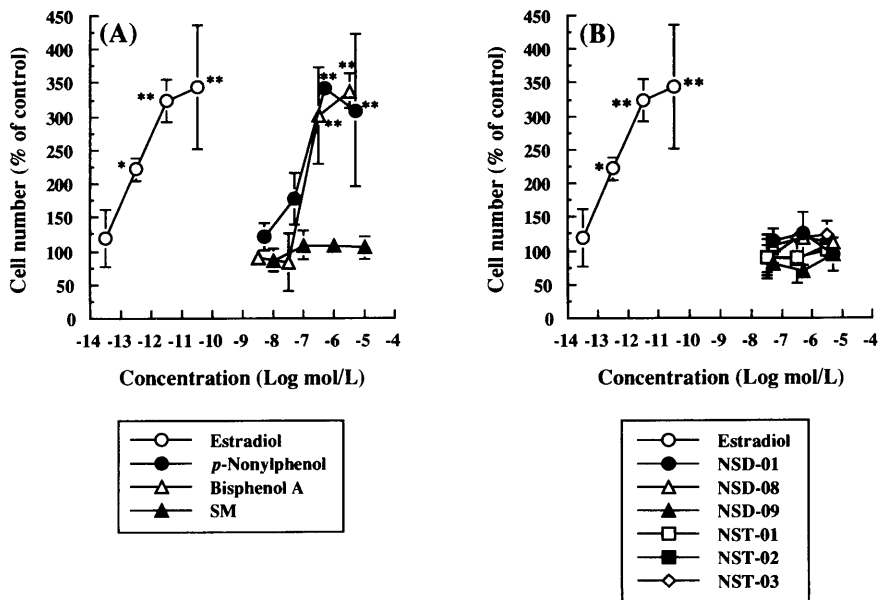 (A)
Cell number (% of control)
450
400
350
300
250
200
150
100
50
0
-14 -13 -12 -11 -10 -9 -8 -7 -6 -5 -4
Concentration (Log mol/L)
*
**
**
**
**
**
**
Estradiol
p-Nonylphenol
Bisphenol A
SM
(B)
Cell number (% of control)
450
400
350
300
250
200
150
100
50
0
-14 -13 -12 -11 -10 -9 -8 -7 -6 -5 -4
Concentration (Log mol/L)
*
**
**
Estradiol
NSD-01
NSD-08
NSD-09
NST-01
NST-02
NST-03